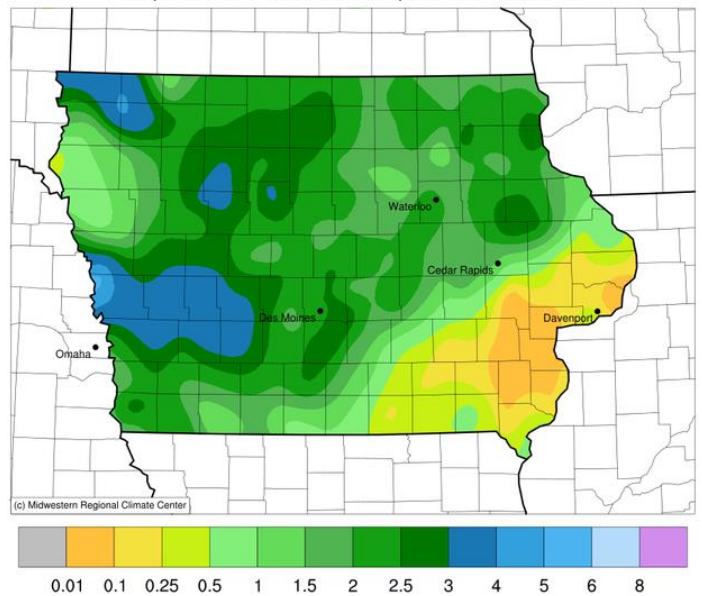 Waterloo
Cedar Rapids
Des Moines
Davenport
Omaha
(c) Midwestern Regional Climate Center
0.01 0.1 0.25 0.5 1 1.5 2 2.5 3 4 5 6 8